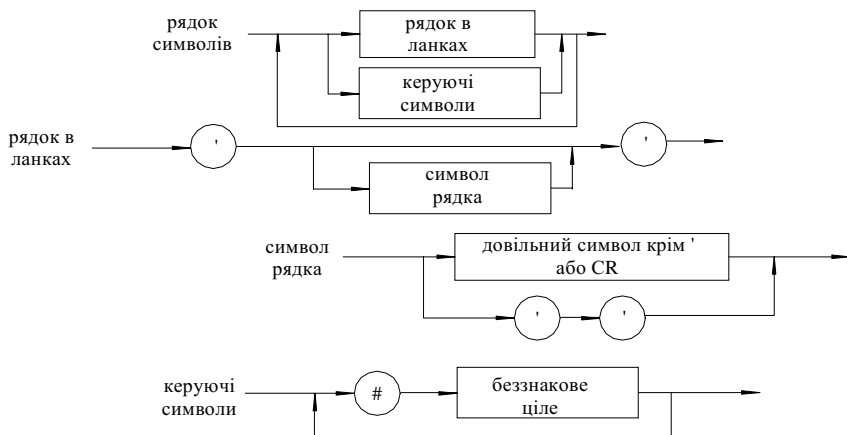 рядок символів
рядок в ланках
керуючі символи
рядок в ланках
'
'
символ рядка
символ рядка
довільний символ крім ' або CR
'
'
керуючі символи
#
беззнакове ціле